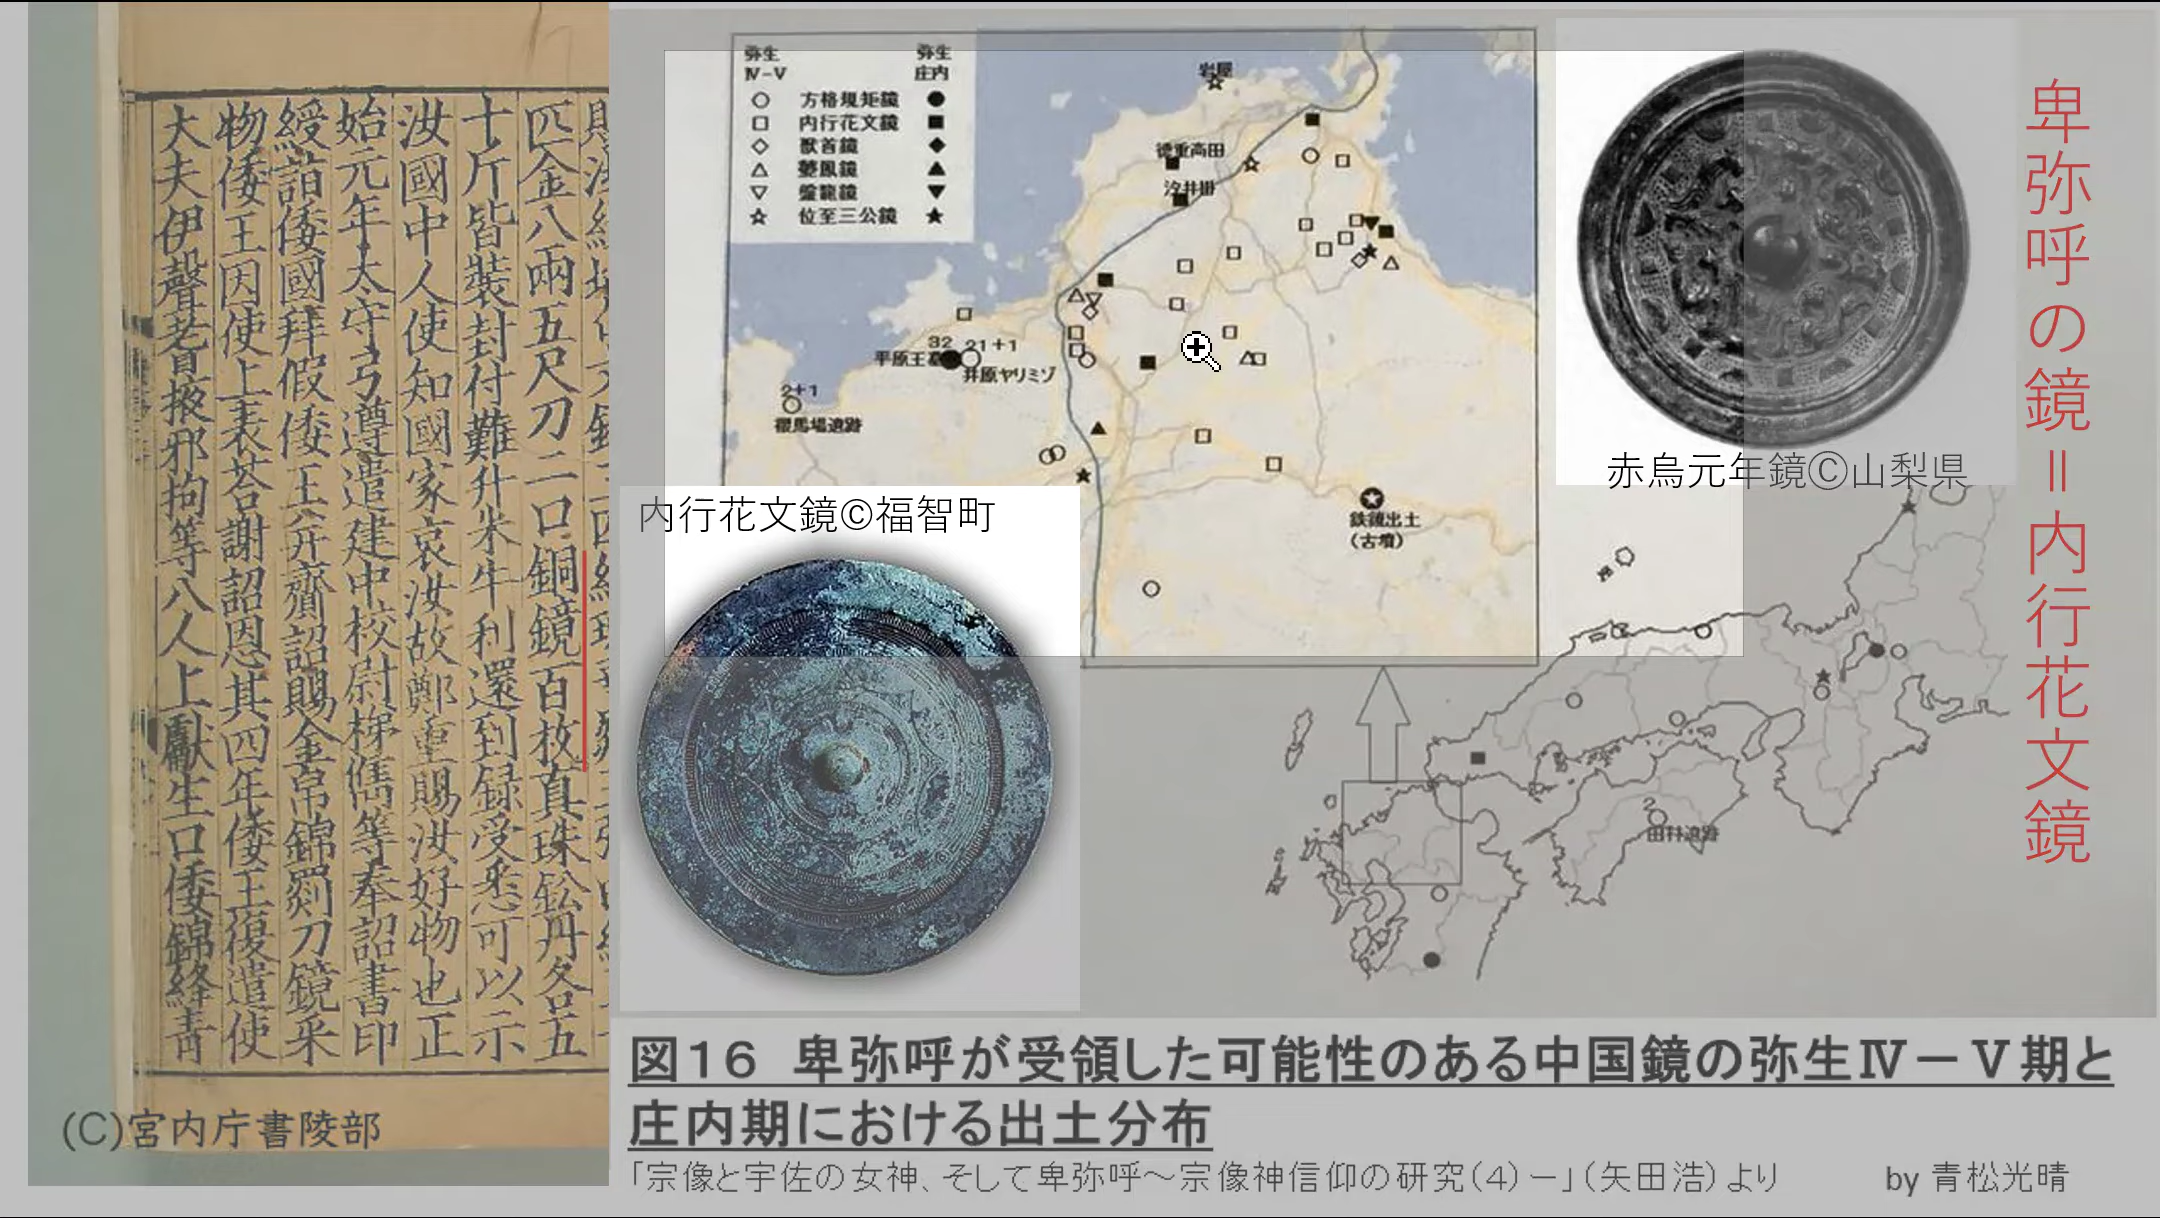 匹金八兩五尺刀二口銅鏡百枚真珠鈆丹各五
十斤皆裝封付難升米牛利還到録受悉可以示
汝國中人使知國家哀汝故鄭重賜汝好物也正
始元年太守弓遵遣建中校尉梯儁等奉詔書印
綬詣倭國拜假倭王并齎詔賜金帛錦罽刀鏡采
物倭王因使上表荅謝詔恩其四年倭王復遣使
大夫伊聲耆掖邪拘等八人上獻生口倭錦絳青
(C)宮内庁書陵部
弥生 弥生
Ⅳ-Ⅴ 庄内
方格規矩鏡
内行花文鏡
獣首鏡
夔鳳鏡
盤龍鏡
位至三公鏡
岩屋
徳重高田
汐井掛
32 21+1
平原王墓
井原ヤリミゾ
2+1
桜馬場遺跡
鉄鏡出土
(古墳)
内行花文鏡©福智町
赤烏元年鏡©山梨県
卑弥呼の鏡=内行花文鏡
2
田村遺跡
図16 卑弥呼が受領した可能性のある中国鏡の弥生Ⅳ-Ⅴ期と
庄内期における出土分布
「宗像と宇佐の女神、そして卑弥呼~宗像神信仰の研究(4)ー」(矢田浩)より by 青松光晴